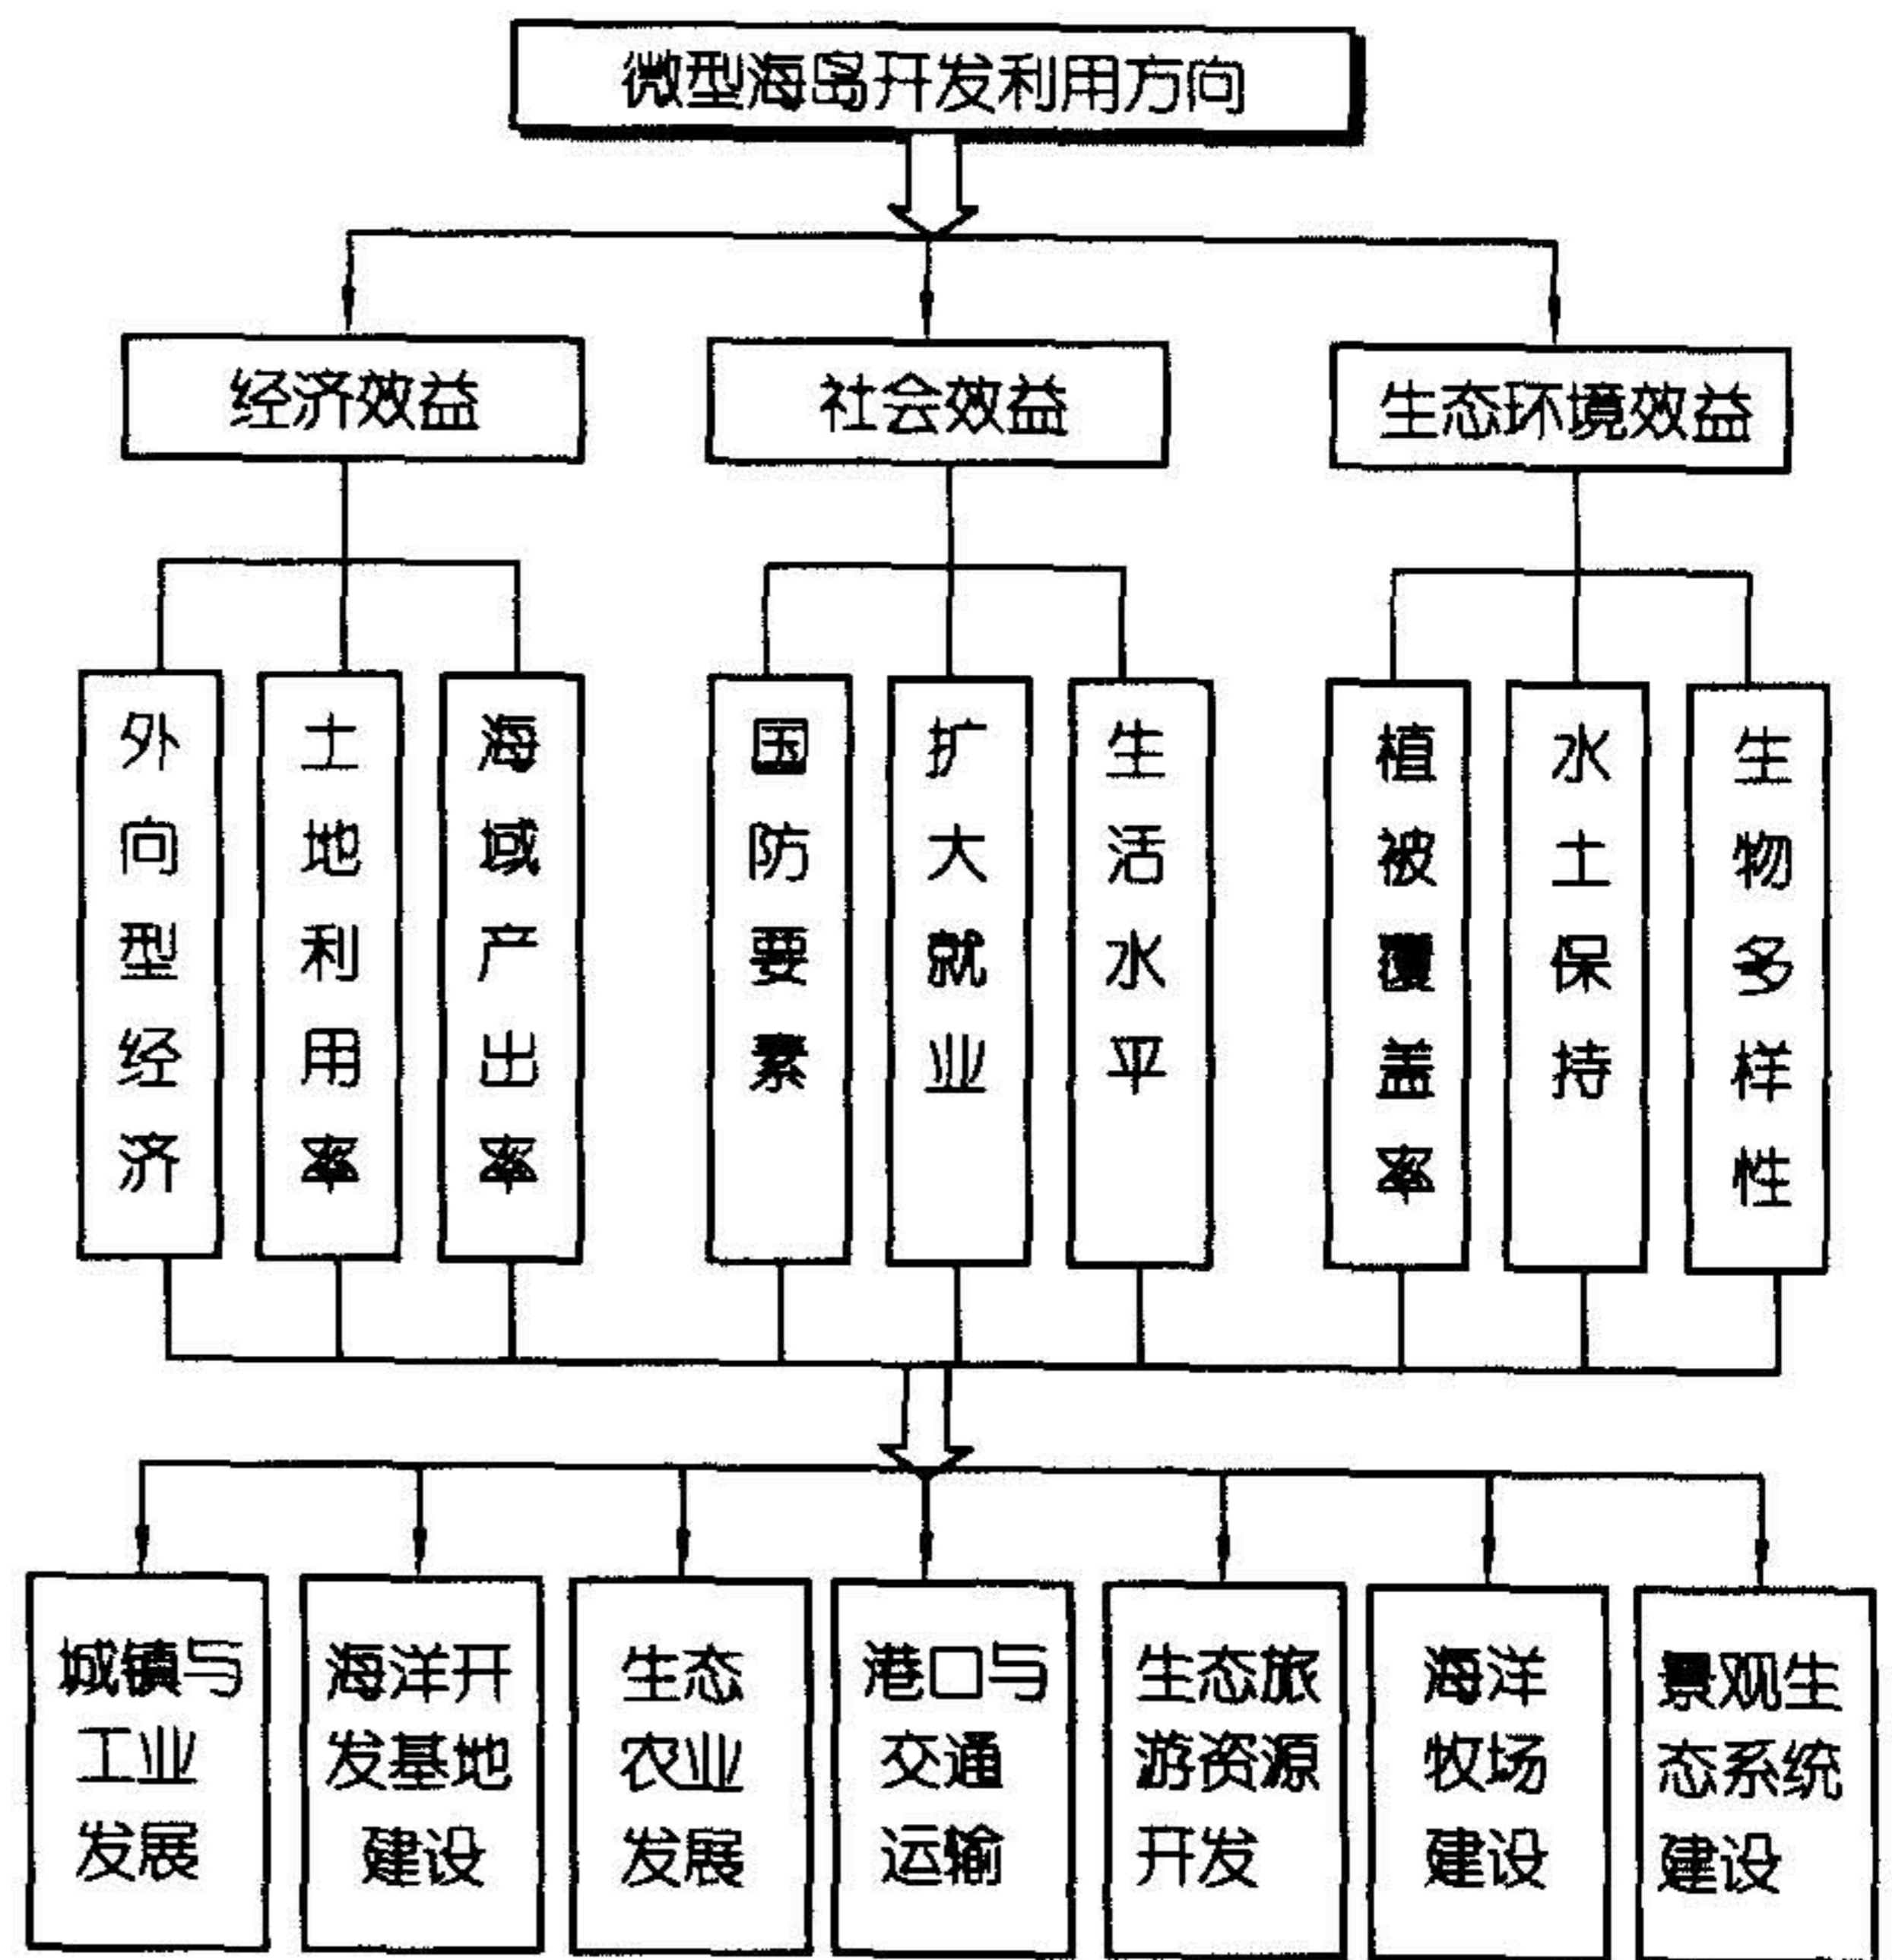 微型海岛开发利用方向
经济效益
社会效益
生态环境效益
外向型经济
土地利用率
海域产出率
国防要素
扩大就业
生活水平
植被覆盖率
水土保持
生物多样性
城镇与
工业
发展
海洋开
发基地
建设
生态
农业
发展
港口与
交通
运输
生态旅
游资源
开发
海洋
牧场
建设
景观生
态系统
建设